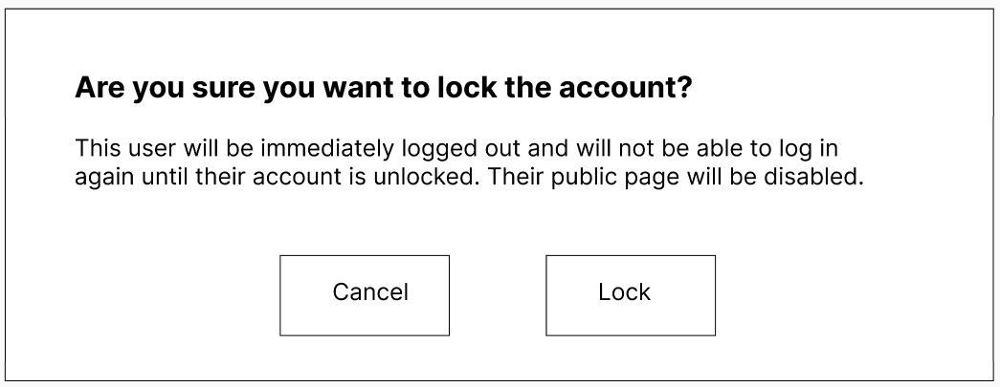 Are you sure you want to lock the account?
This user will be immediately logged out and will not be able to log in
again until their account is unlocked. Their public page will be disabled.
Cancel
Lock